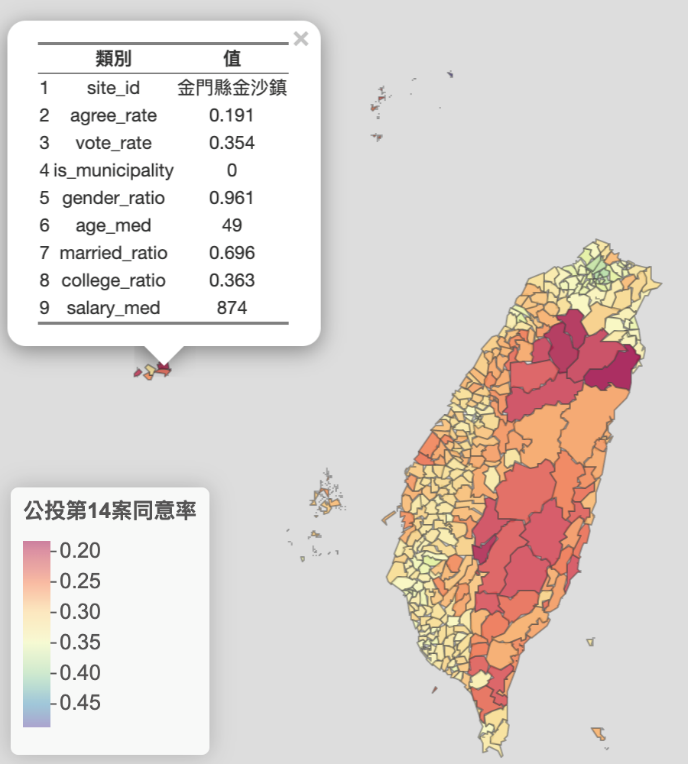 ×
類別 值
1 site_id 金門縣金沙鎮
2 agree_rate 0.191
3 vote_rate 0.354
4 is_municipality 0
5 gender_ratio 0.961
6 age_med 49
7 married_ratio 0.696
8 college_ratio 0.363
9 salary_med 874
公投第14案同意率
0.20
0.25
0.30
0.35
0.40
0.45